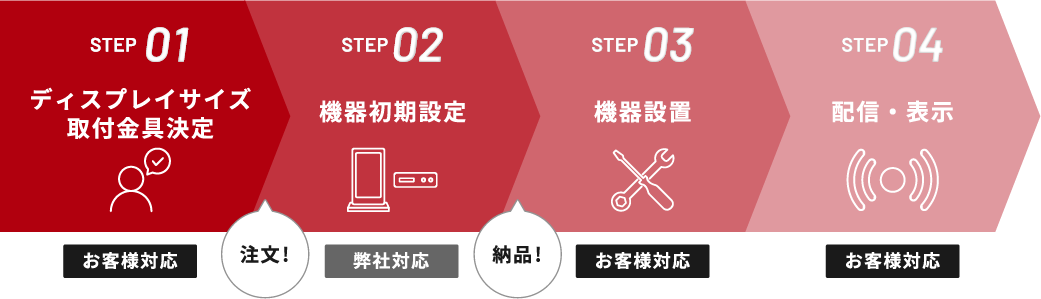 STEP 01
ディスプレイサイズ
取付金具決定
お客様対応
注文!
STEP 02
機器初期設定
弊社対応
納品!
STEP 03
機器設置
お客様対応
STEP 04
配信・表示
お客様対応